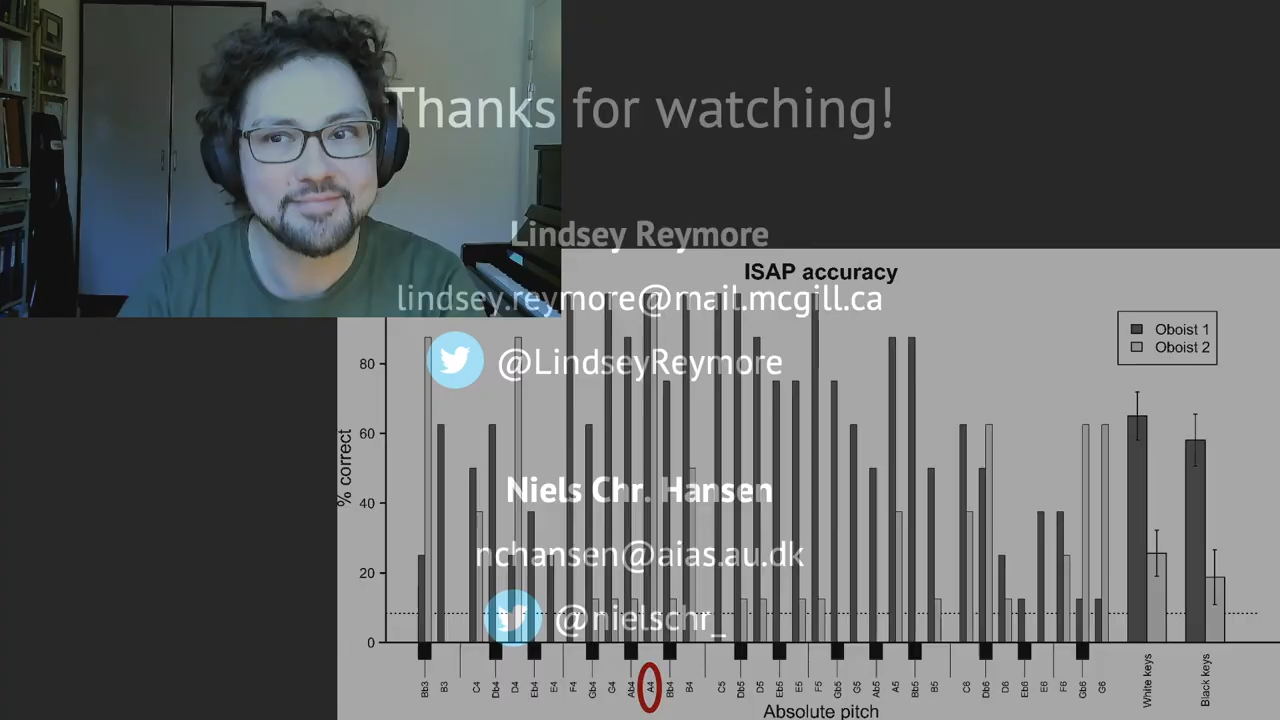 Thanks for watching!
Lindsey Reymore
ISAP accuracy
lindsey.reymore@mail.mcgill.ca
Oboist 1
Oboist 2
@LindseyReymore
80
60
40
20
0
% correct
Niels Chr. Hansen
nchansen@aias.au.dk
@nielschr_
Bb3 B3 C4 Db4 D4 Eb4 E4 F4 Gb4 G4 Ab4 A4 Bb4 B4 C5 Db5 D5 Eb5 E5 F5 Gb5 G5 Ab5 A5 Bb5 B5 C6 Db6 D6 Eb6 E6 F6 Gb6 G6 White keys Black keys
Absolute pitch